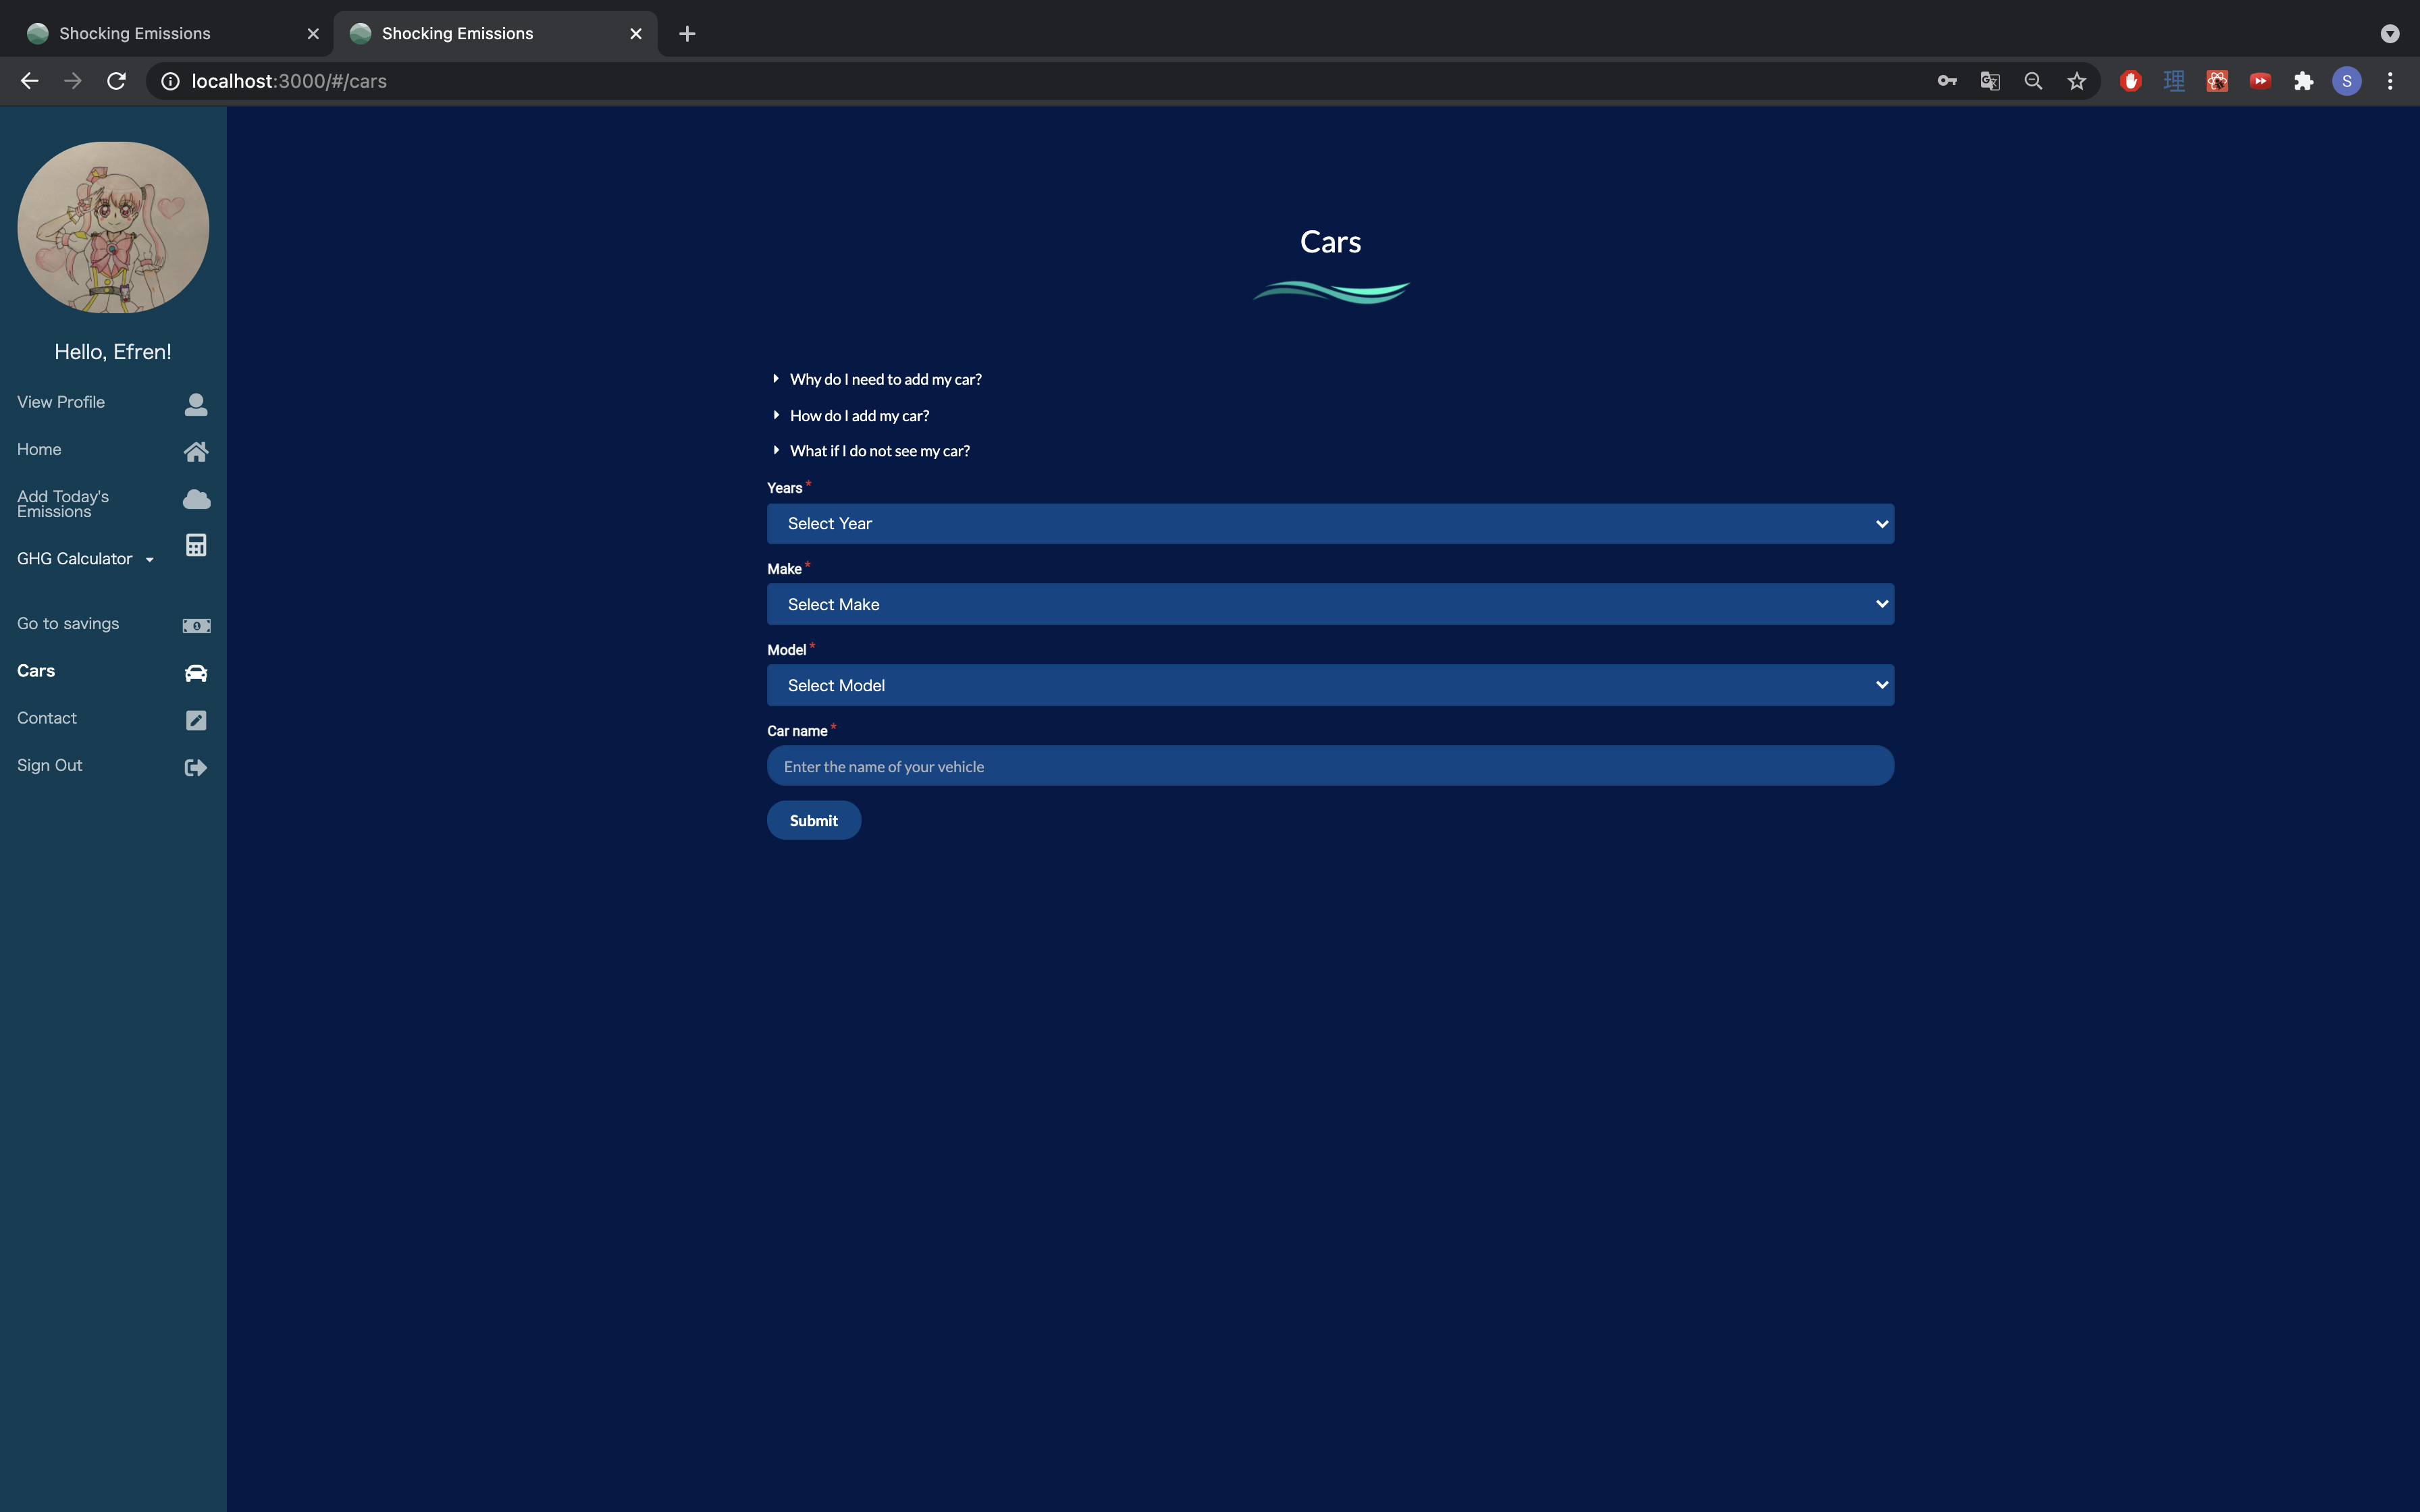 Shocking Emissions
Shocking Emissions
localhost:3000/#/cars
S
Hello, Efren!
View Profile
Home
Add Today's
Emissions
GHG Calculator
Go to savings
Cars
Contact
Sign Out
Cars
Why do I need to add my car?
How do I add my car?
What if I do not see my car?
Years *
Select Year
Make *
Select Make
Model *
Select Model
Car name *
Enter the name of your vehicle
Submit